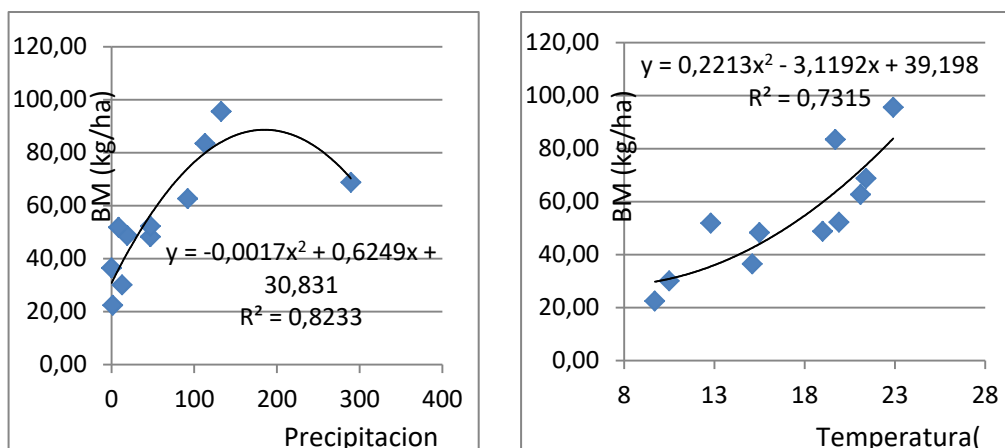 120,00
100,00
80,00
60,00
40,00
20,00
0,00
BM (kg/ha)
y = -0,0017x² + 0,6249x +
30,831
R² = 0,8233
0 100 200 300 400
Precipitacion
120,00
100,00
80,00
60,00
40,00
20,00
0,00
BM (kg/ha)
y = 0,2213x² - 3,1192x + 39,198
R² = 0,7315
8 13 18 23 28
Temperatura(